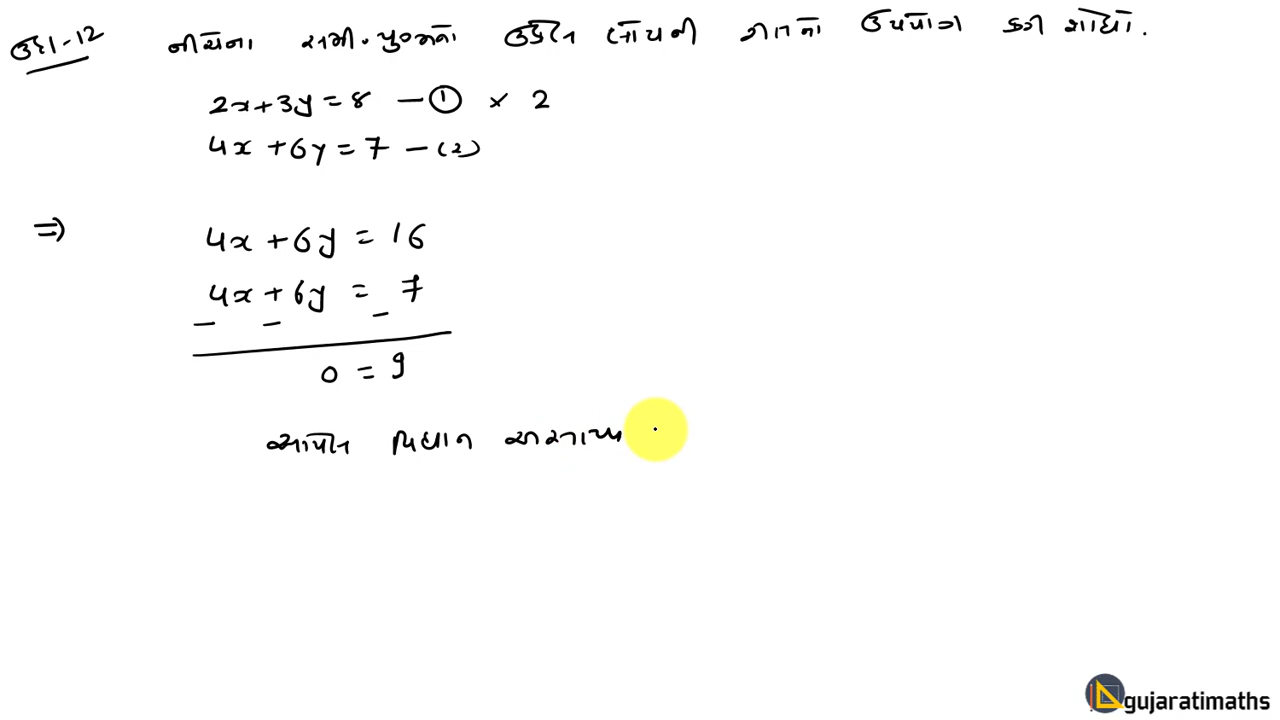 ઉદા-12 નીચેના સમી. યુગ્મનો ઉકેલ લોપની રીતનો ઉપયોગ કરી શોધો.
2x+3y=8 —① × 2
4x+6y=7 —(2)
⇒ 4x+6y = 16
4x+6y = 7
— — —
0 = 9
વિધાન અસત્ય
gujaratimaths